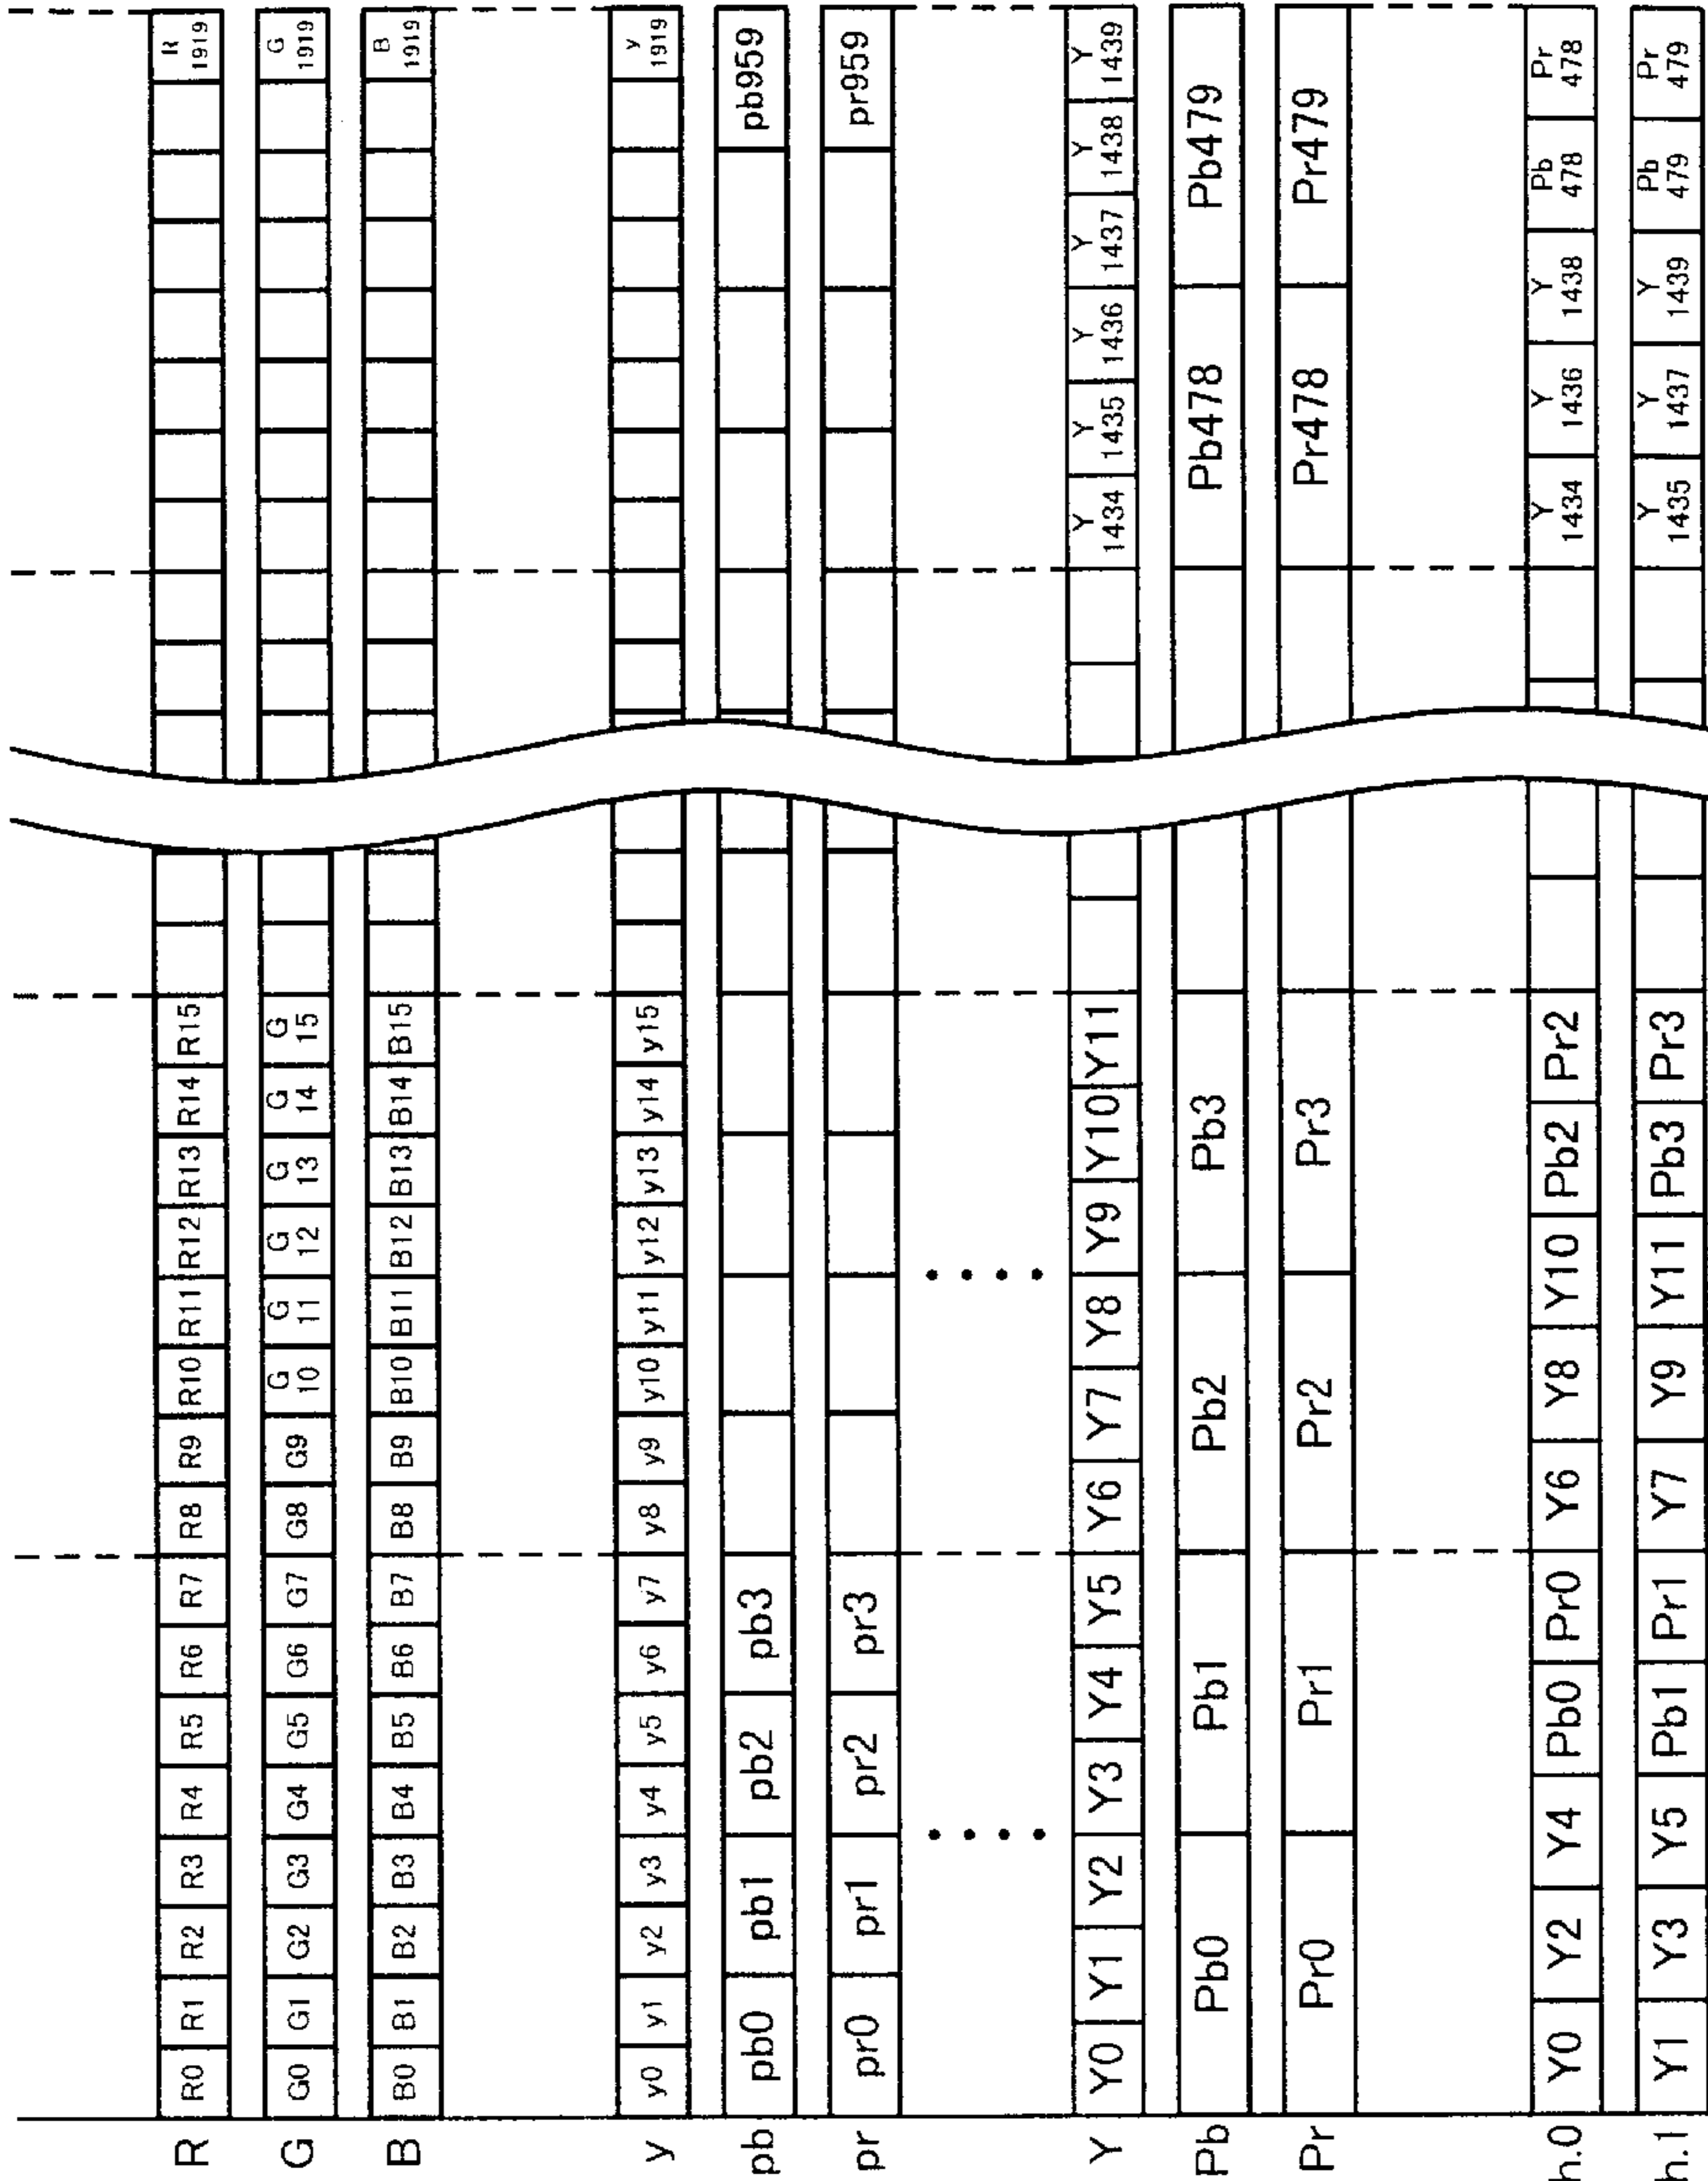 R R0 R1 R2 R3 R4 R5 R6 R7 R8 R9 R10 R11 R12 R13 R14 R15 R 1919
G G0 G1 G2 G3 G4 G5 G6 G7 G8 G9 G 10 G 11 G 12 G 13 G 14 G 15 G 1919
B B0 B1 B2 B3 B4 B5 B6 B7 B8 B9 B10 B11 B12 B13 B14 B15 B 1919
y y0 y1 y2 y3 y4 y5 y6 y7 y8 y9 y10 y11 y12 y13 y14 y15 y 1919
pb pb0 pb1 pb2 pb3 pb959
pr pr0 pr1 pr2 pr3 pr959
Y Y0 Y1 Y2 Y3 Y4 Y5 Y6 Y7 Y8 Y9 Y10 Y11 Y 1434 Y 1435 Y 1436 Y 1437 Y 1438 Y 1439
Pb Pb0 Pb1 Pb2 Pb3 Pb478 Pb479
Pr Pr0 Pr1 Pr2 Pr3 Pr478 Pr479
h.0 Y0 Y2 Y4 Pb0 Pr0 Y6 Y8 Y10 Pb2 Pr2 Y 1434 Y 1436 Y 1438 Pb 478 Pr 478
h.1 Y1 Y3 Y5 Pb1 Pr1 Y7 Y9 Y11 Pb3 Pr3 Y 1435 Y 1437 Y 1439 Pb 479 Pr 479